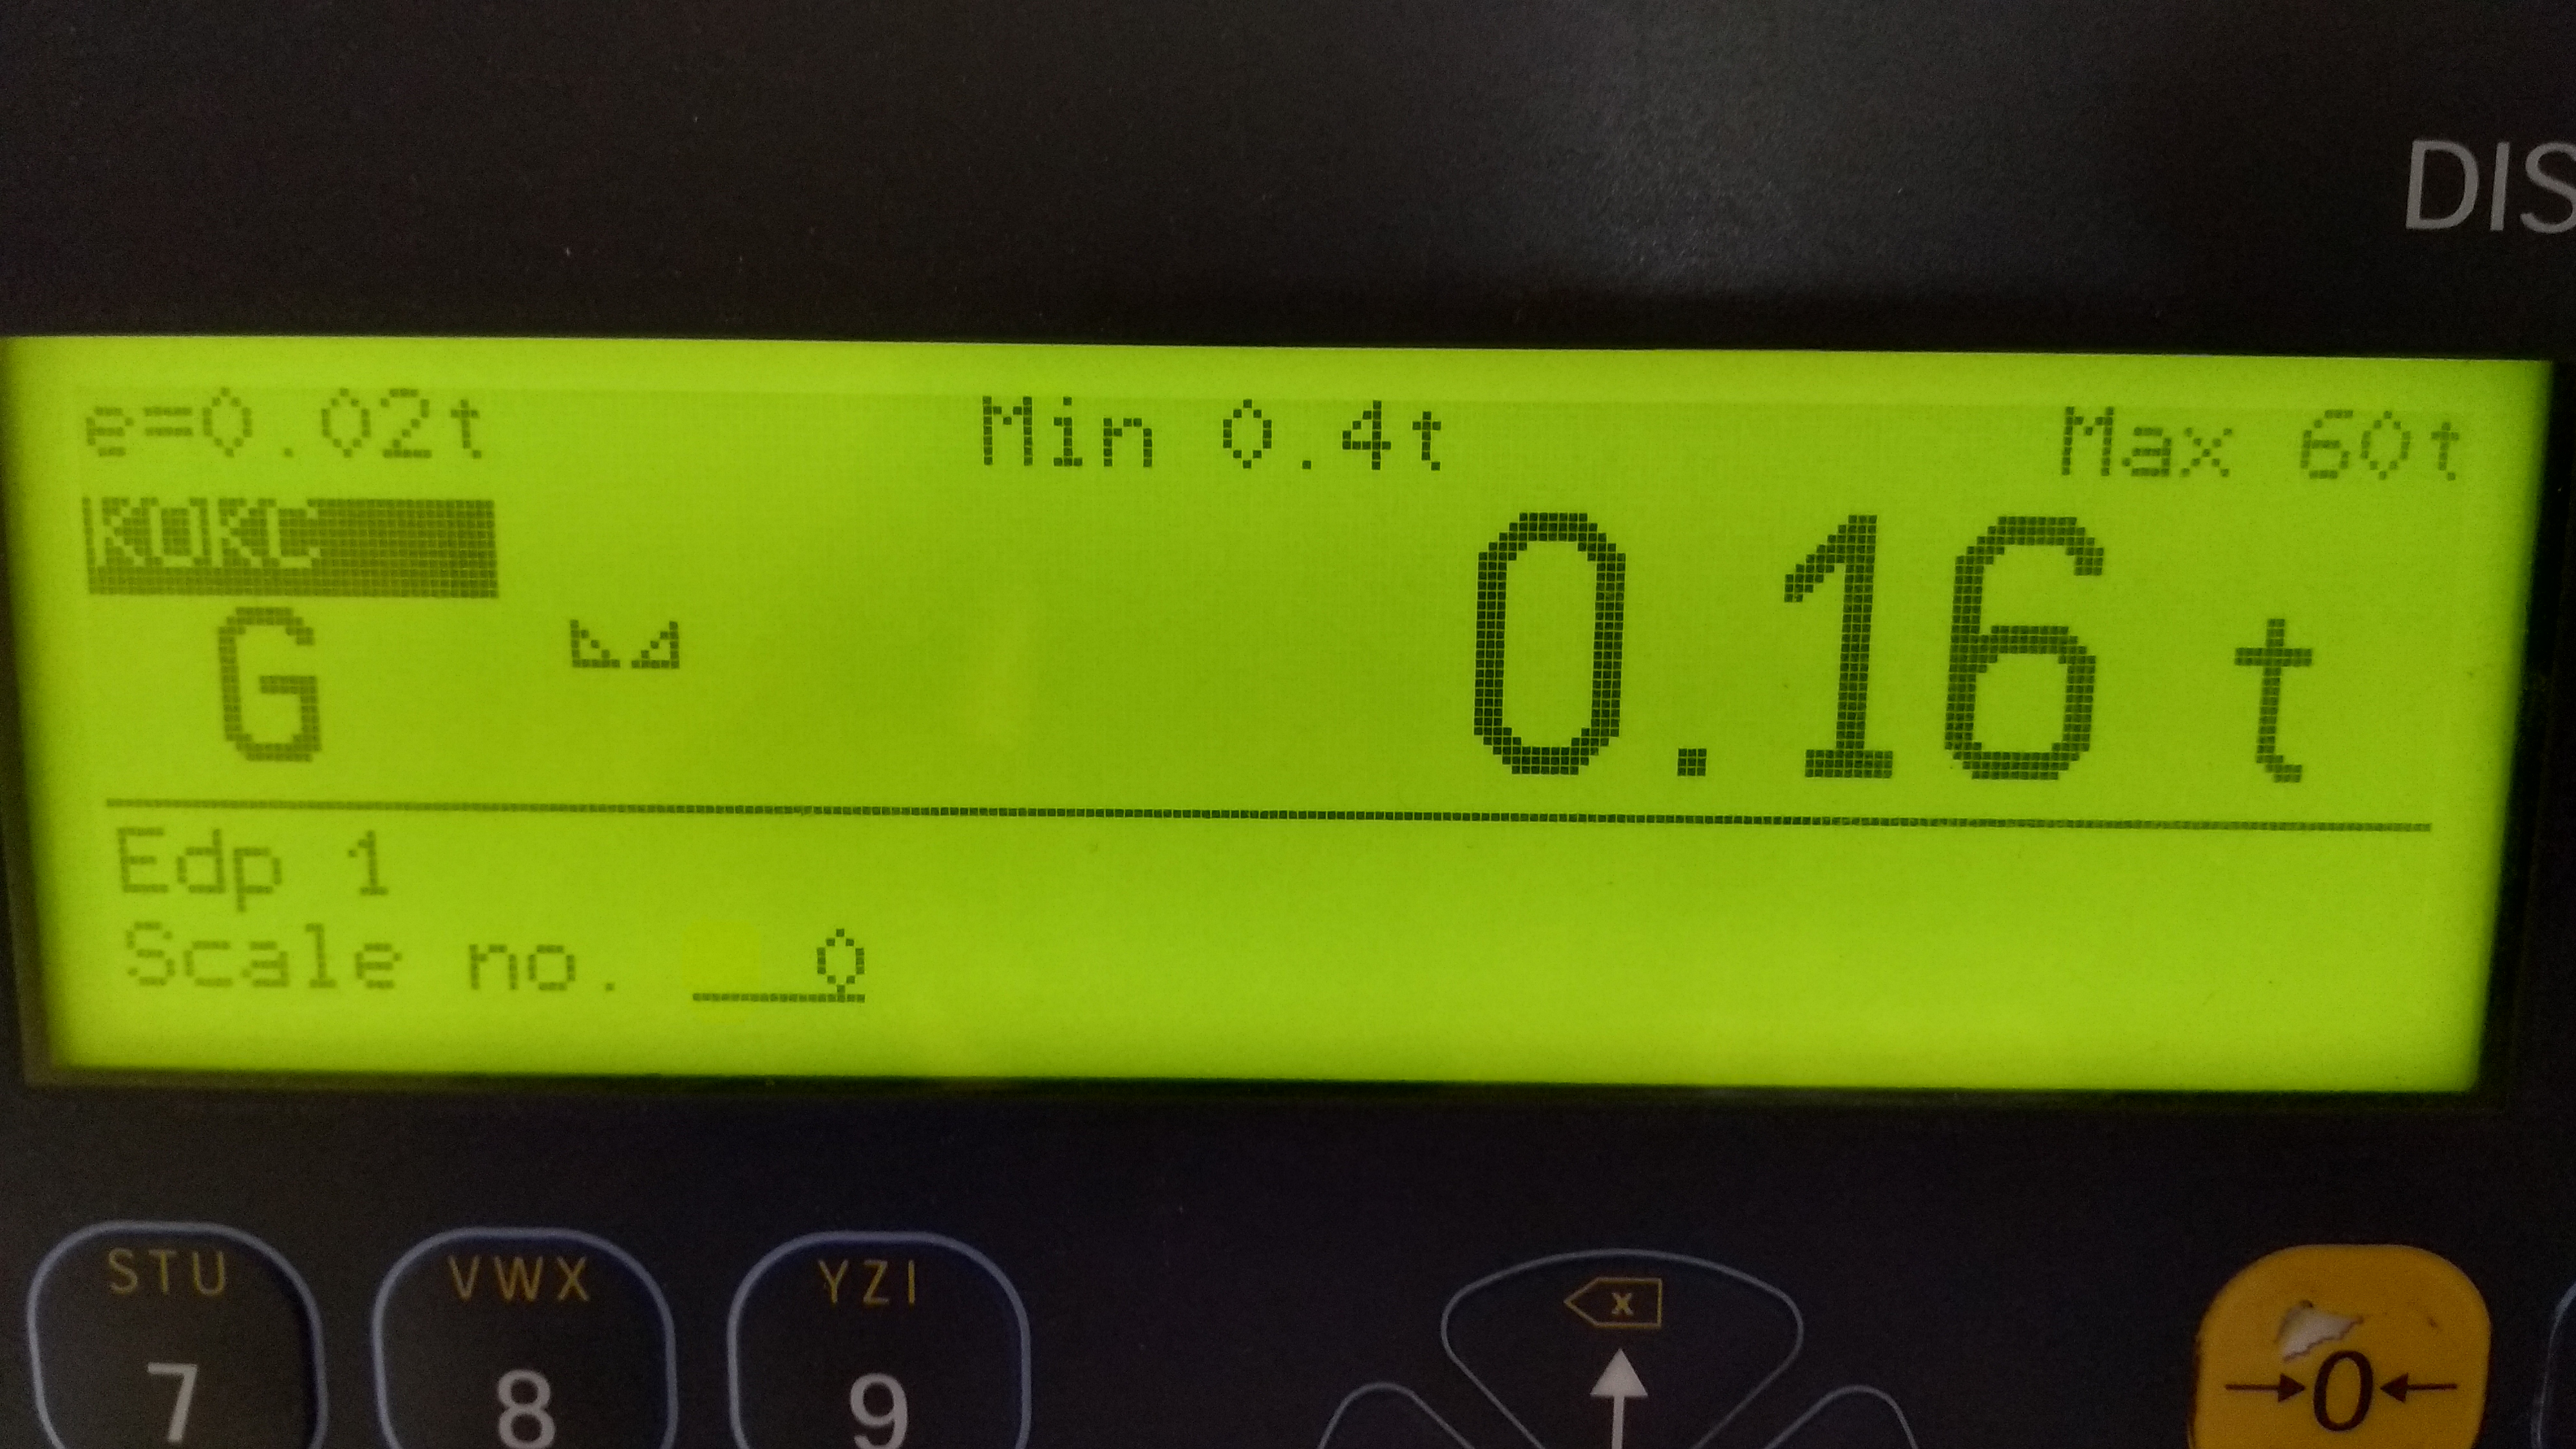 DIS
e=0.02t Min 0.4t Max 60t
KOKC
G 0.16 t
Edp 1
Scale no. 0
STU VWX YZI
x
7 8 9
→0←